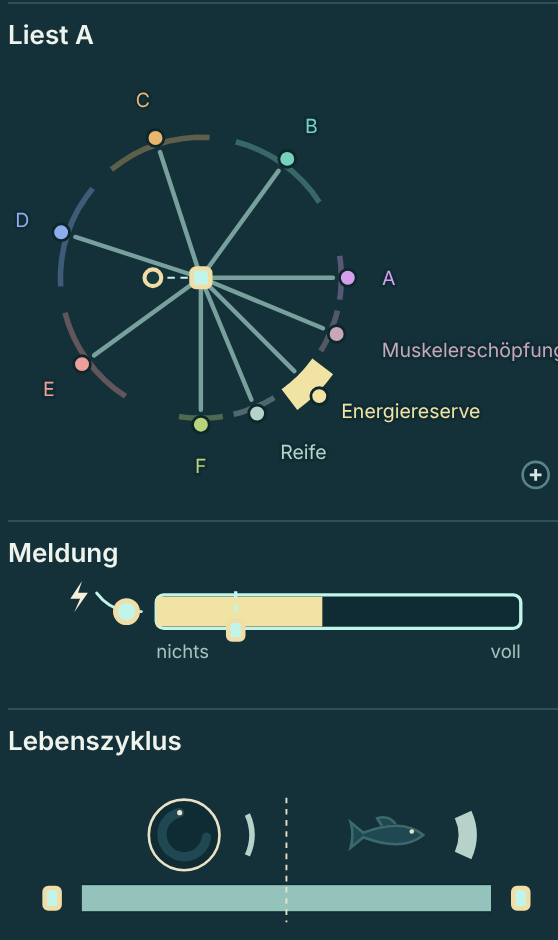 Liest A
C
B
D
A
Muskelerschöpfung
E
Energiereserve
Reife
F
Meldung
nichts
voll
Lebenszyklus